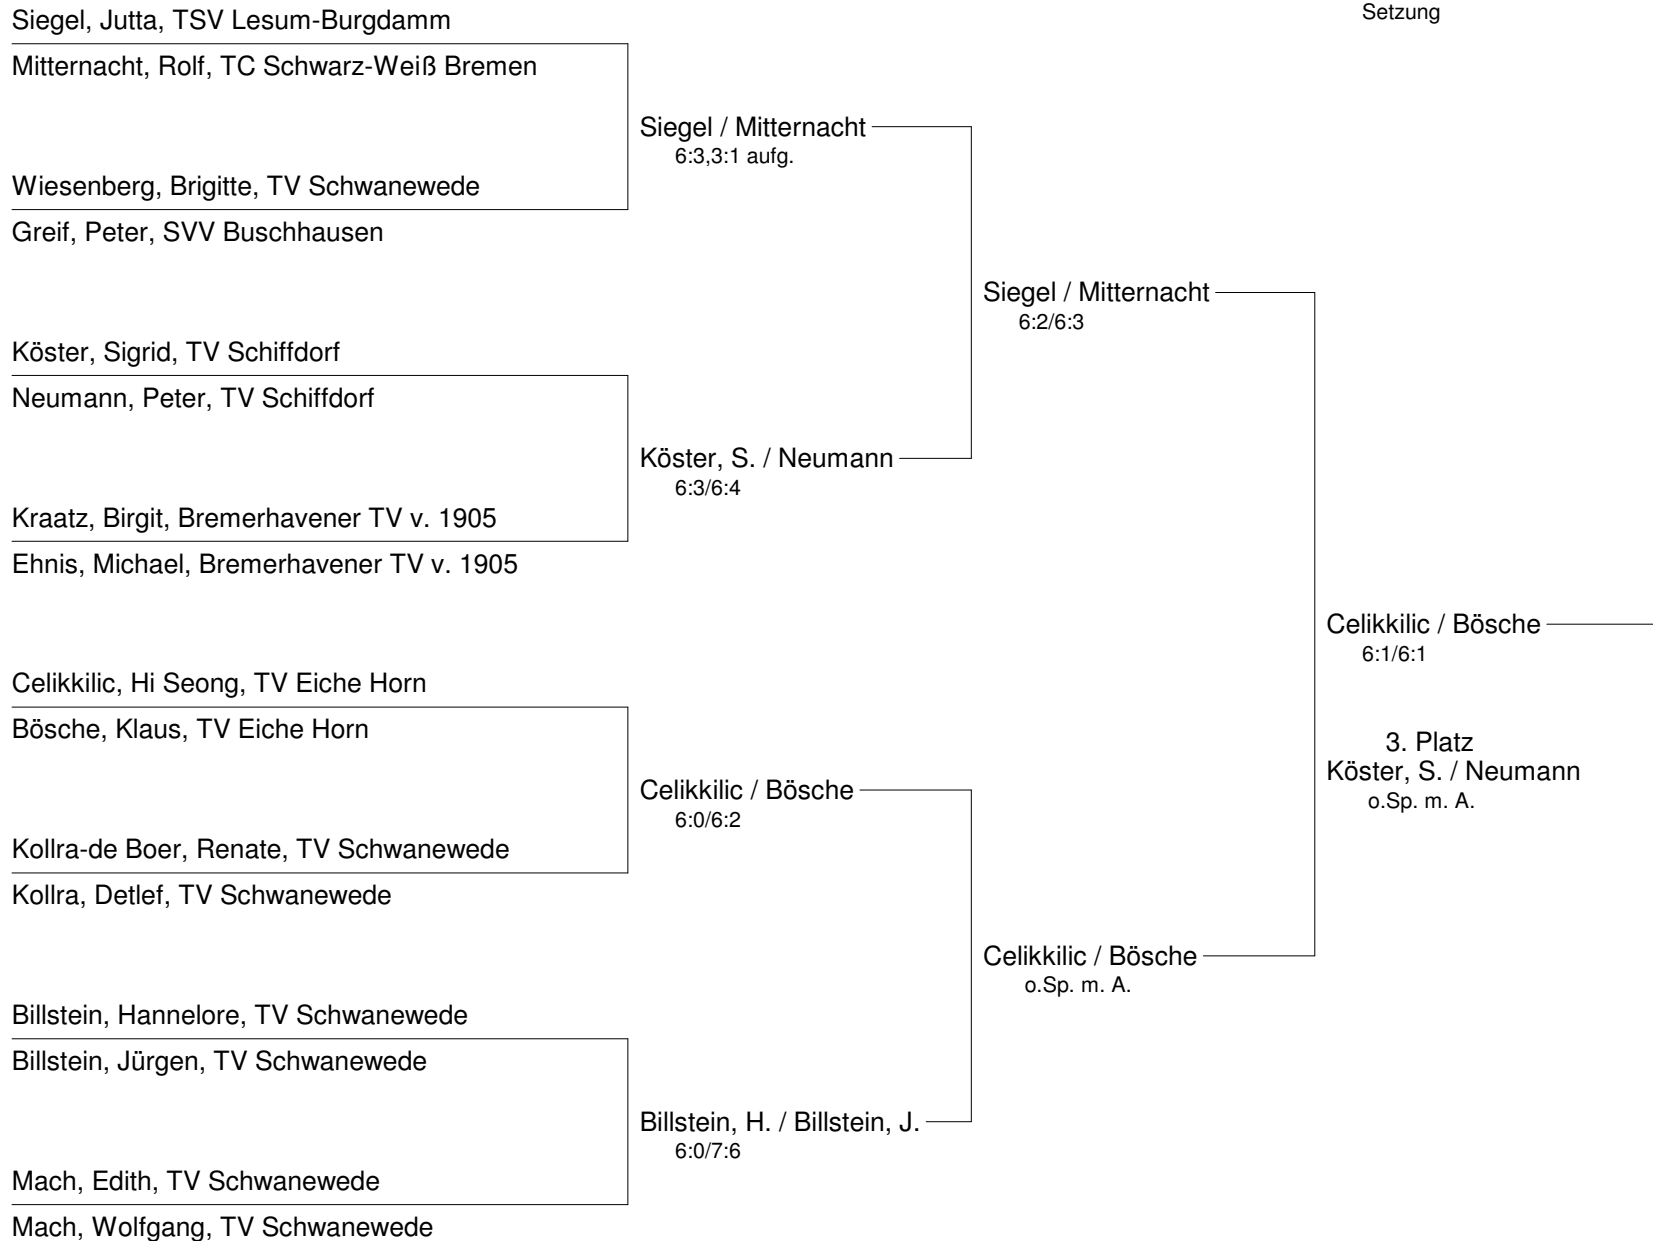 Setzung
Siegel, Jutta, TSV Lesum-Burgdamm
Mitternacht, Rolf, TC Schwarz-Weiß Bremen
Siegel / Mitternacht
6:3,3:1 aufg.
Wiesenberg, Brigitte, TV Schwanewede
Greif, Peter, SVV Buschhausen
Siegel / Mitternacht
6:2/6:3
Köster, Sigrid, TV Schiffdorf
Neumann, Peter, TV Schiffdorf
Köster, S. / Neumann
6:3/6:4
Kraatz, Birgit, Bremerhavener TV v. 1905
Ehnis, Michael, Bremerhavener TV v. 1905
Celikkilic / Bösche
6:1/6:1
Celikkilic, Hi Seong, TV Eiche Horn
Bösche, Klaus, TV Eiche Horn
3. Platz
Köster, S. / Neumann
o.Sp. m. A.
Celikkilic / Bösche
6:0/6:2
Kollra-de Boer, Renate, TV Schwanewede
Kollra, Detlef, TV Schwanewede
Celikkilic / Bösche
o.Sp. m. A.
Billstein, Hannelore, TV Schwanewede
Billstein, Jürgen, TV Schwanewede
Billstein, H. / Billstein, J.
6:0/7:6
Mach, Edith, TV Schwanewede
Mach, Wolfgang, TV Schwanewede